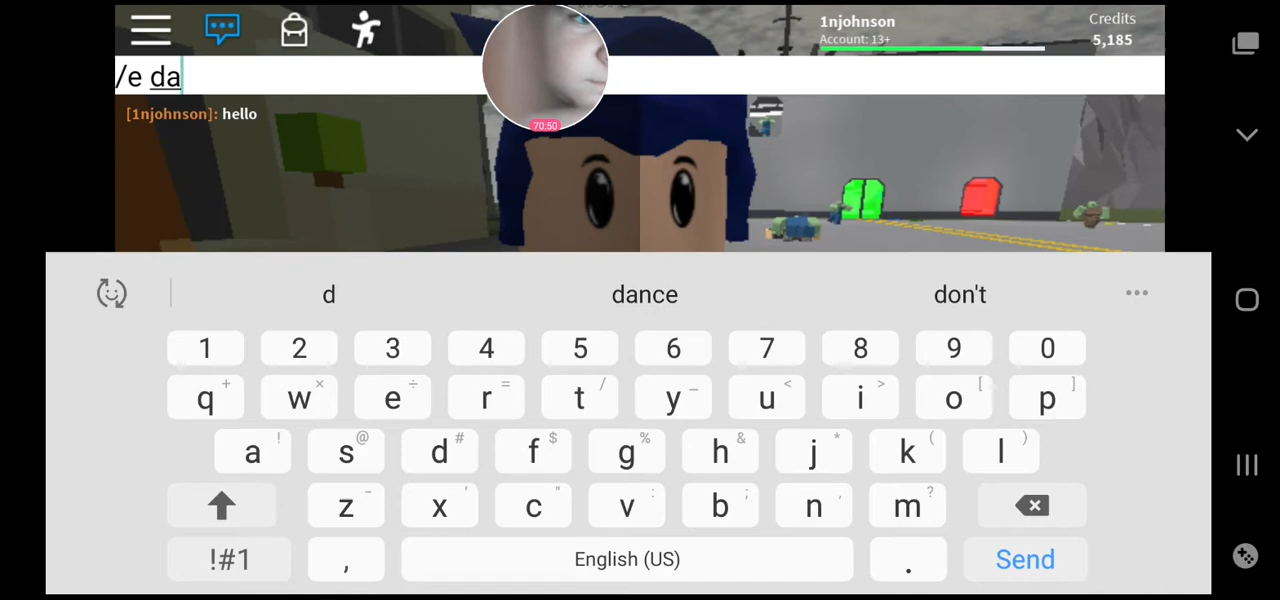 1njohnson
Account: 13+
Credits
5,185
/e da
70:50
[1njohnson]: hello
d dance don't
1 2 3 4 5 6 7 8 9 0
q + w × e ÷ r = t / y _ u < i > o [ p ]
a ! s @ d # f $ g % h & j * k ( l )
z - x ' c " v : b ; n , m ?
!#1 , English (US) . Send